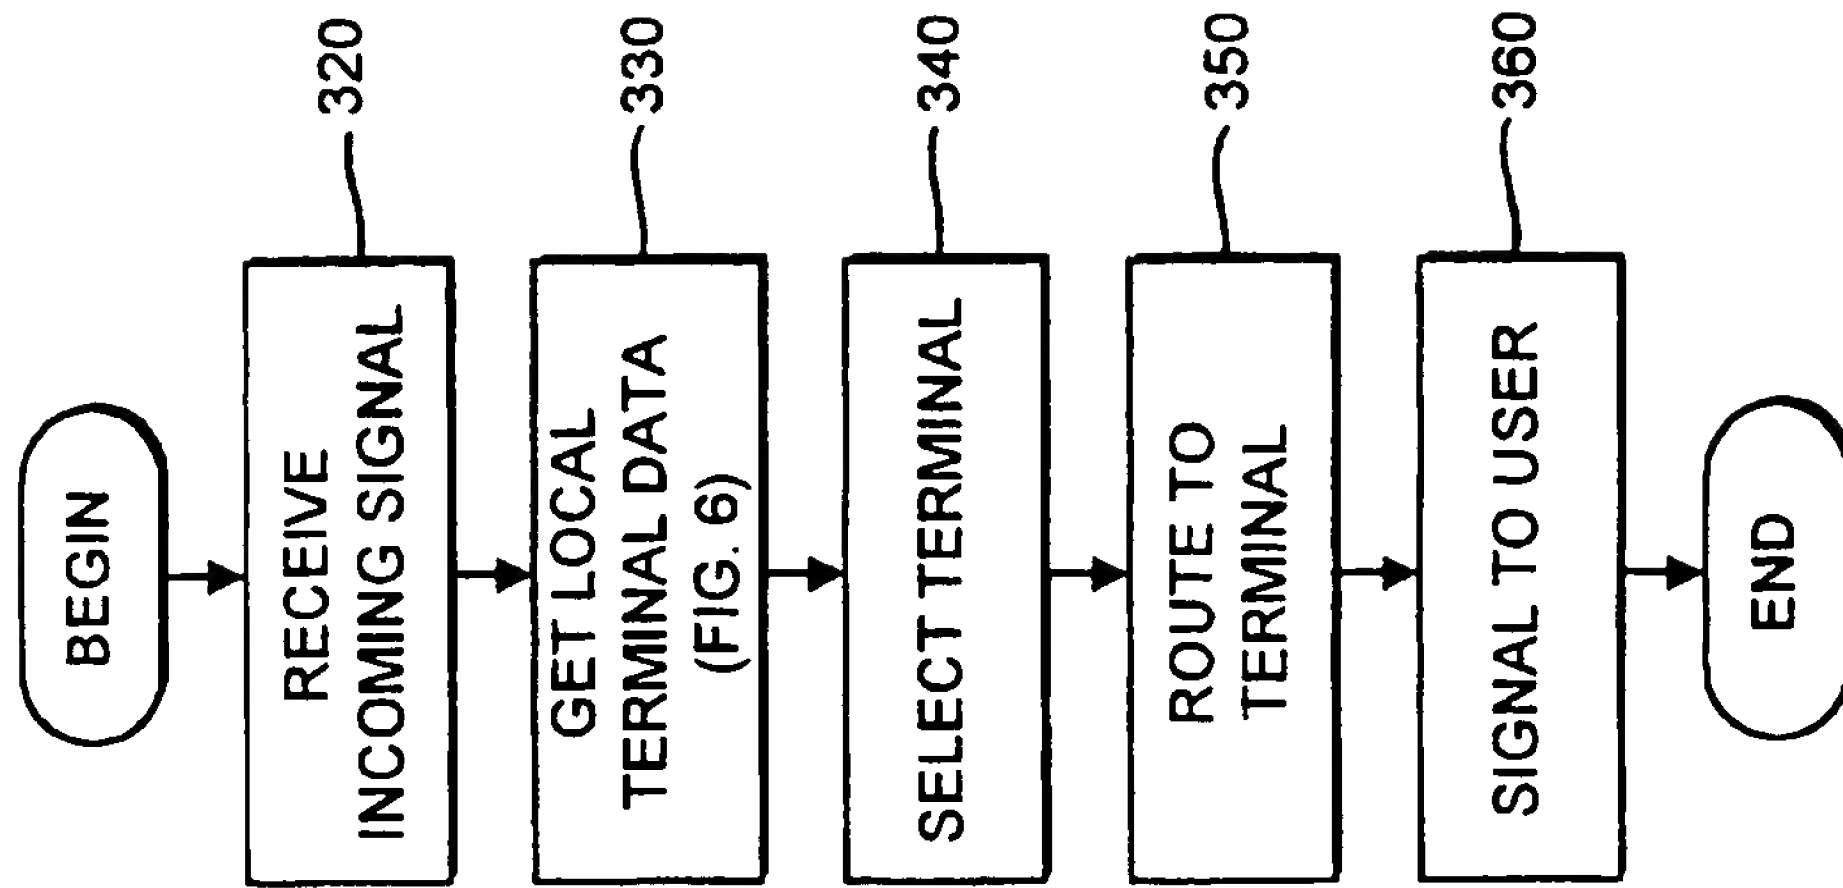 BEGIN
RECEIVE
INCOMING SIGNAL
320
GET LOCAL
TERMINAL DATA
(FIG. 6)
330
SELECT TERMINAL
340
ROUTE TO
TERMINAL
350
SIGNAL TO USER
360
END